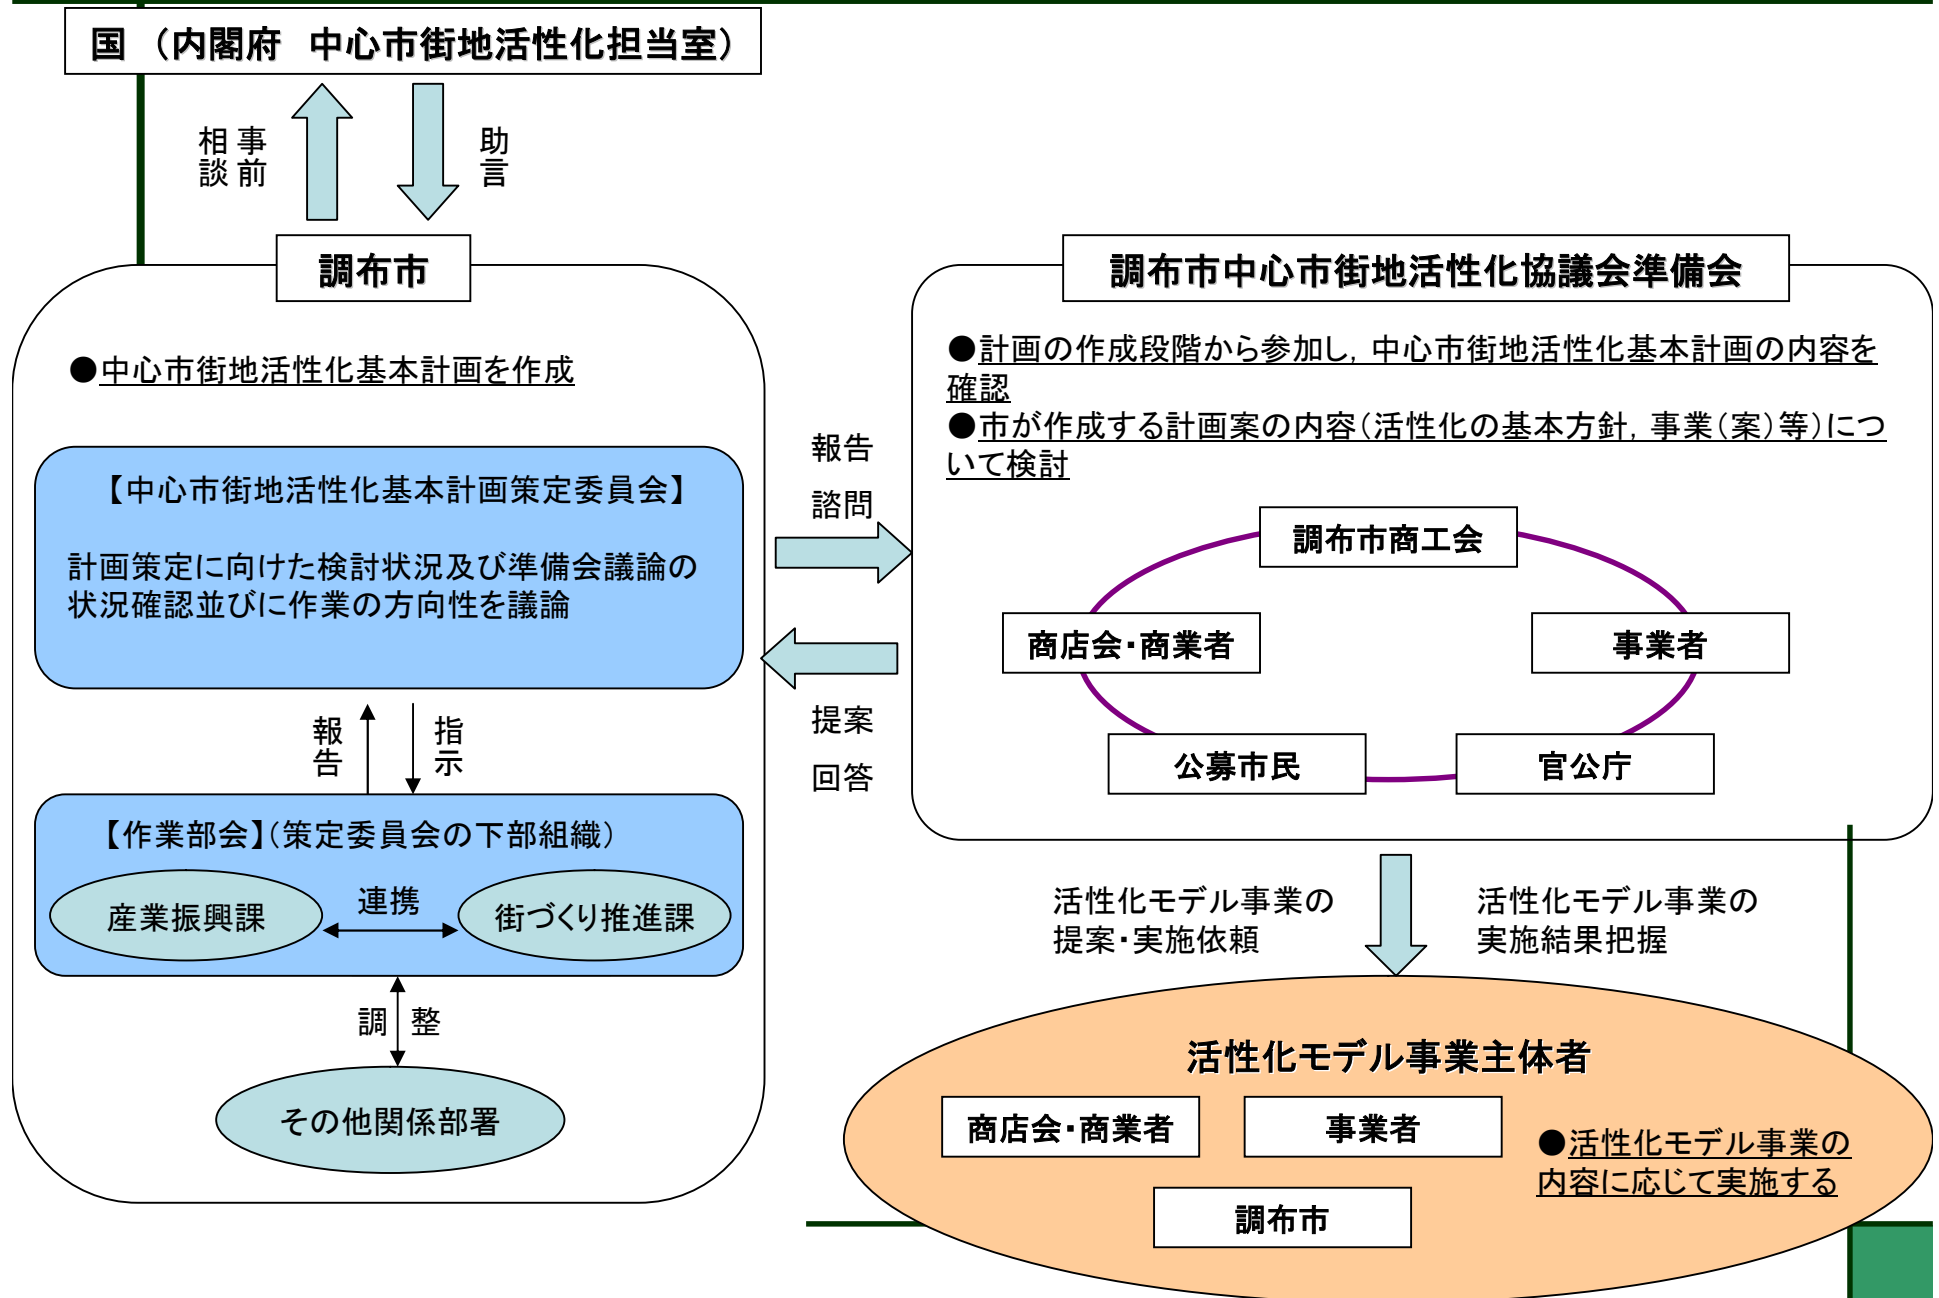 国 （内閣府　中心市街地活性化担当室）
事前
相談
助言
調布市
●中心市街地活性化基本計画を作成
【中心市街地活性化基本計画策定委員会】
計画策定に向けた検討状況及び準備会議論の
状況確認並びに作業の方向性を議論
報告
指示
【作業部会】（策定委員会の下部組織）
産業振興課
連携
街づくり推進課
調 整
その他関係部署
報告
諮問
提案
回答
調布市中心市街地活性化協議会準備会
●計画の作成段階から参加し，中心市街地活性化基本計画の内容を
確認
●市が作成する計画案の内容（活性化の基本方針，事業（案）等）につ
いて検討
調布市商工会
商店会・商業者
事業者
公募市民
官公庁
活性化モデル事業の
提案・実施依頼
活性化モデル事業の
実施結果把握
活性化モデル事業主体者
商店会・商業者
事業者
調布市
●活性化モデル事業の
内容に応じて実施する